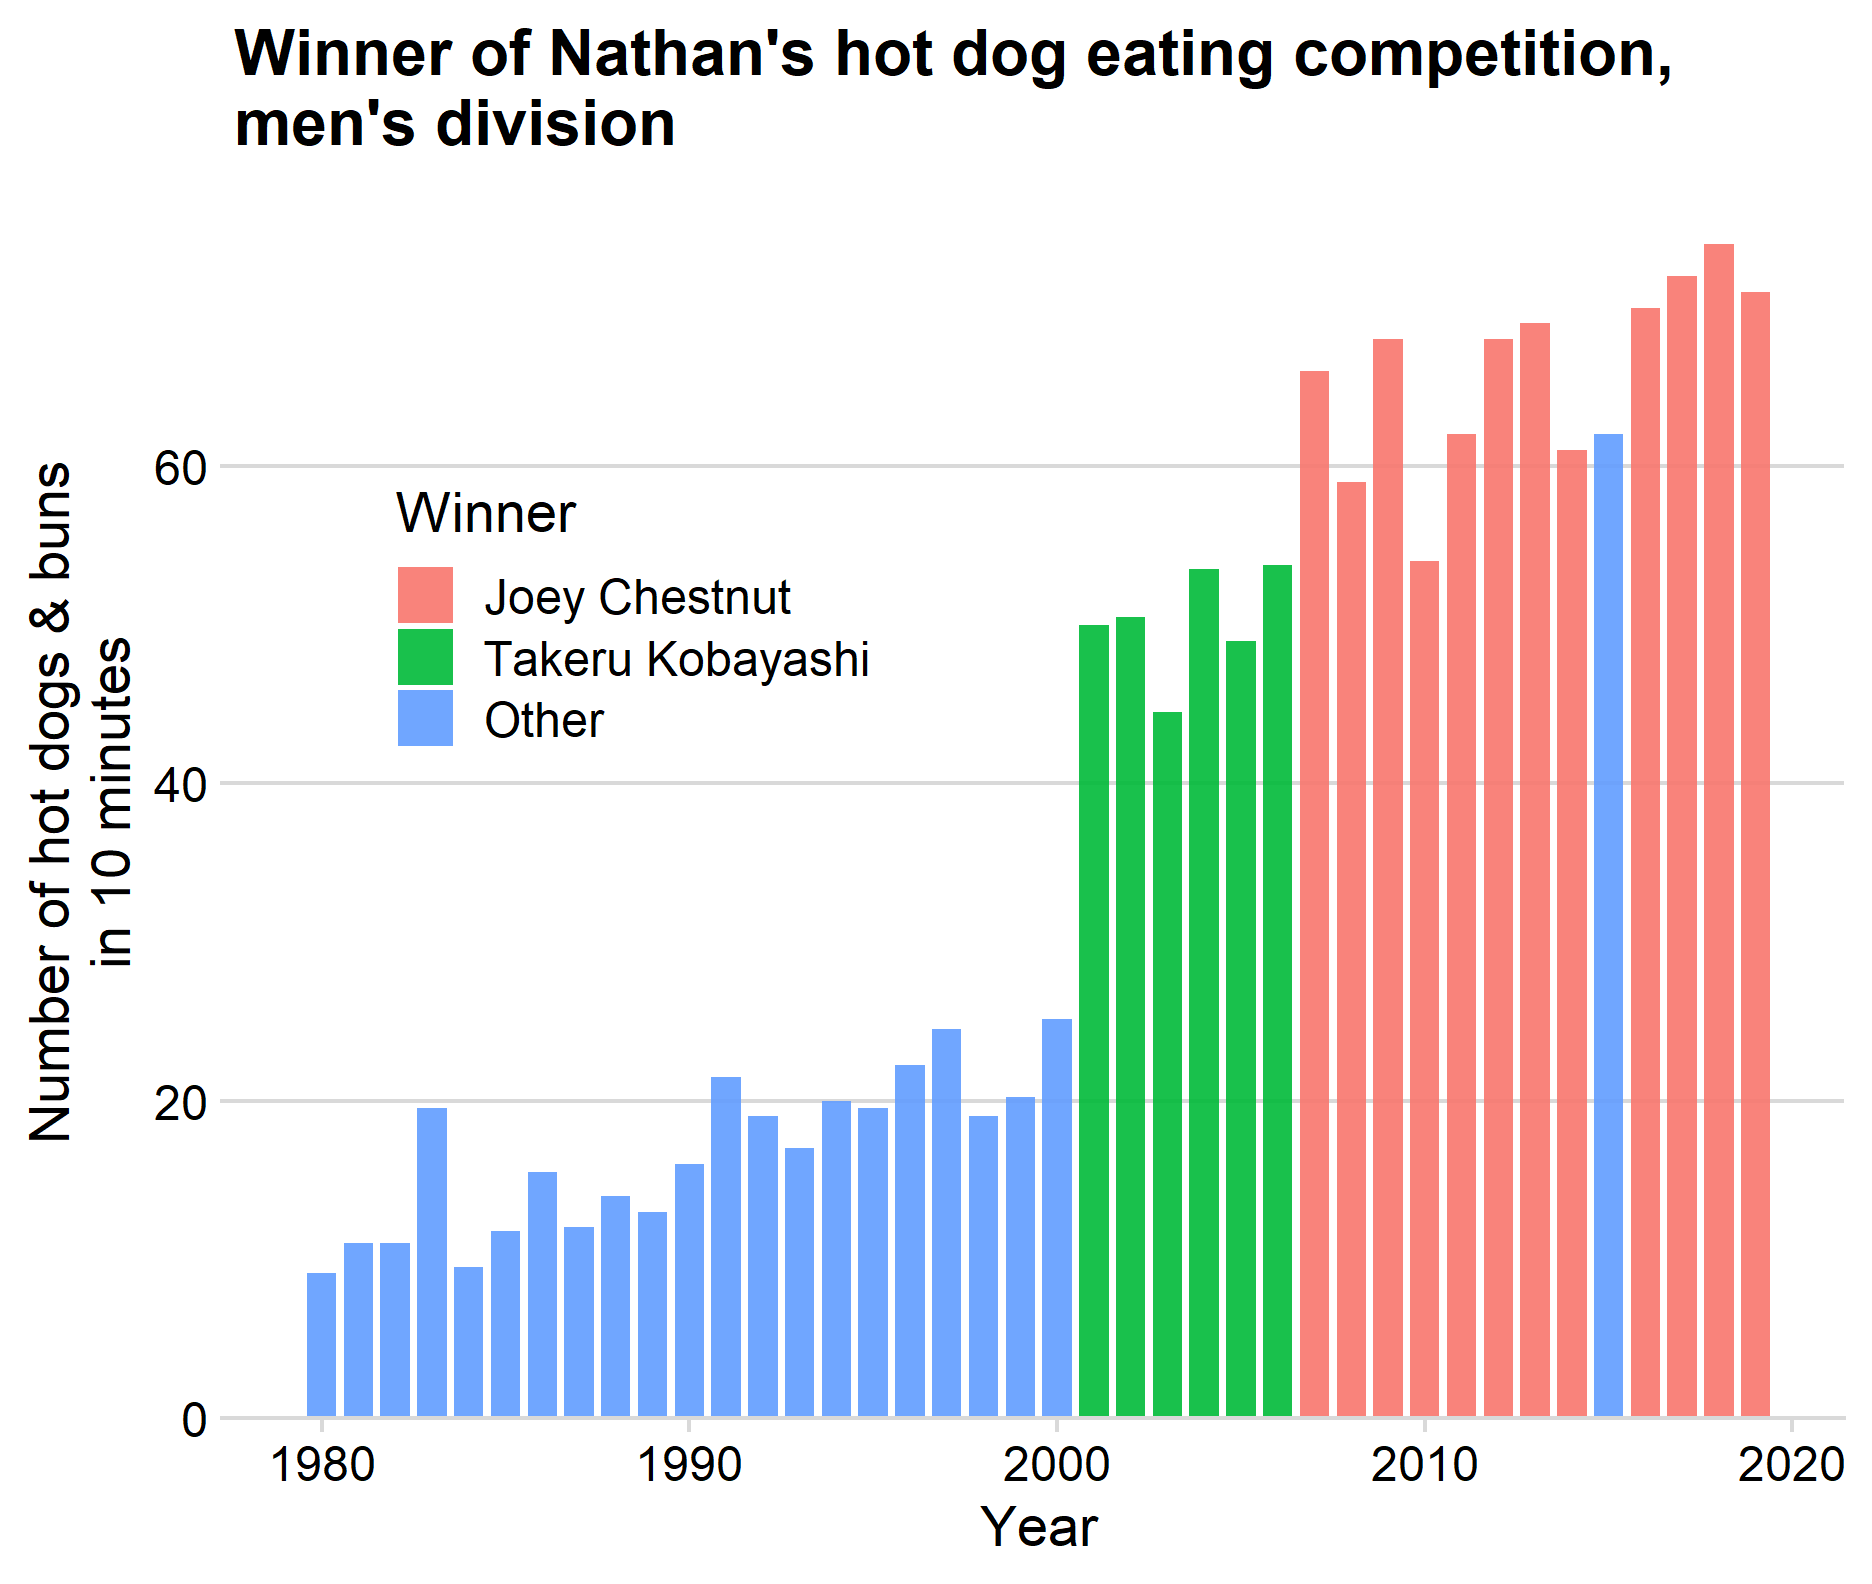 Winner of Nathan's hot dog eating competition,
men's division
Number of hot dogs & buns
in 10 minutes
60
40
20
0
Winner
Joey Chestnut
Takeru Kobayashi
Other
1980 1990 2000 2010 2020
Year